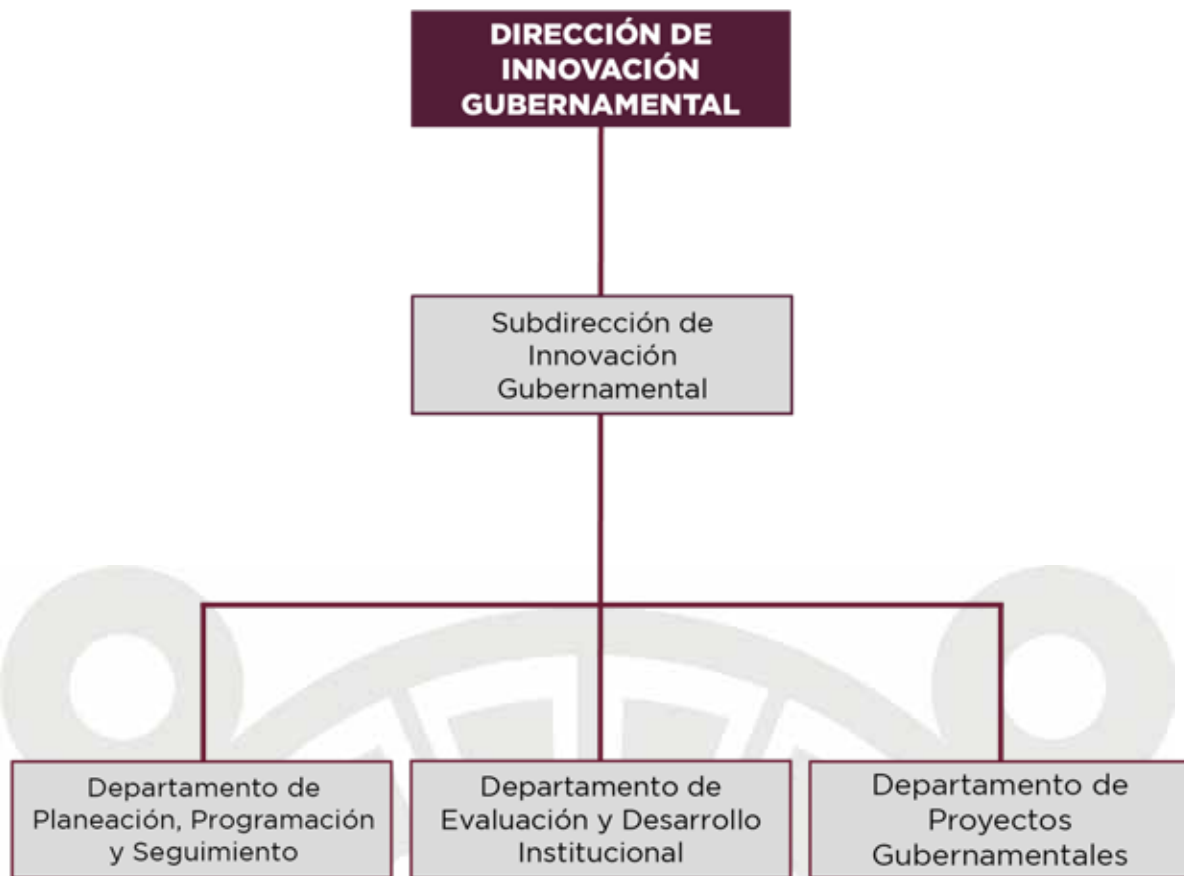 DIRECCIÓN DE
INNOVACIÓN
GUBERNAMENTAL
Subdirección de
Innovación
Gubernamental
Departamento de
Planeación, Programación
y Seguimiento
Departamento de
Evaluación y Desarrollo
Institucional
Departamento de
Proyectos
Gubernamentales